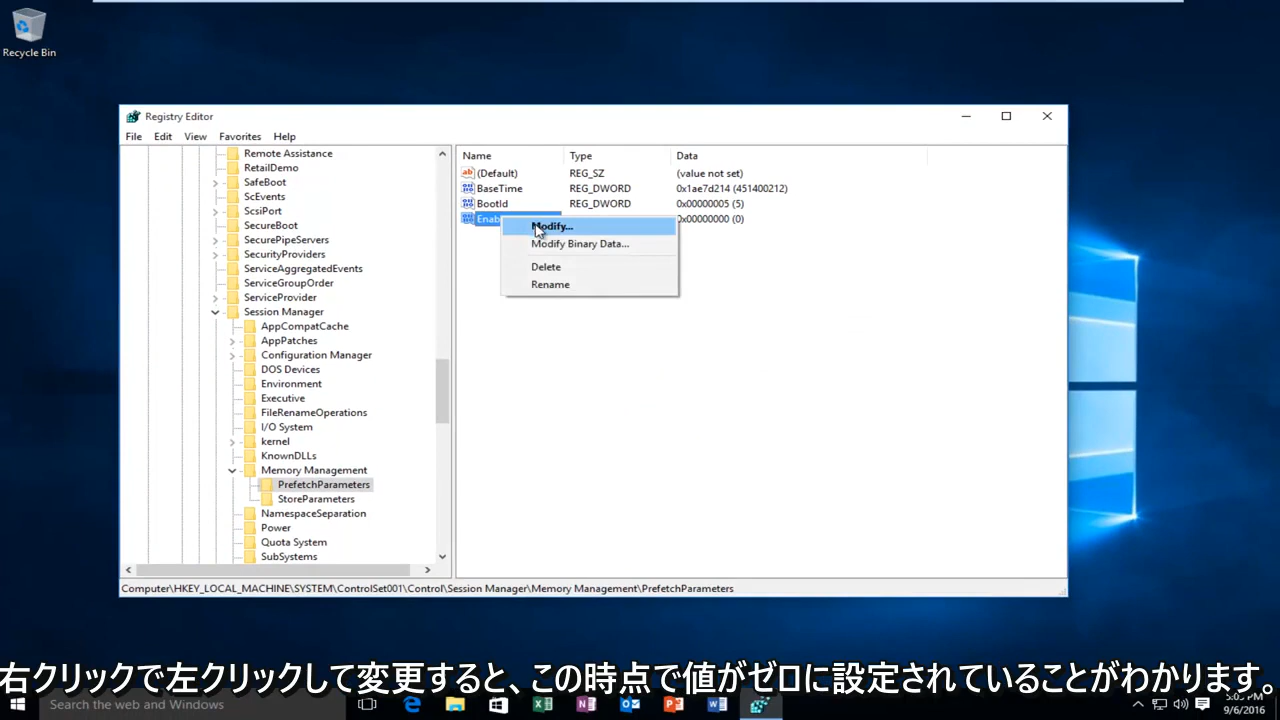 Recycle Bin
Registry Editor
File Edit View Favorites Help
Remote Assistance
RetailDemo
SafeBoot
ScEvents
ScsiPort
SecureBoot
SecurePipeServers
SecurityProviders
ServiceAggregatedEvents
ServiceGroupOrder
ServiceProvider
Session Manager
AppCompatCache
AppPatches
Configuration Manager
DOS Devices
Environment
Executive
FileRenameOperations
I/O System
kernel
KnownDLLs
Memory Management
PrefetchParameters
StoreParameters
NamespaceSeparation
Power
Quota System
SubSystems
Name Type Data
(Default) REG_SZ (value not set)
BaseTime REG_DWORD 0x1ae7d214 (451400212)
BootId REG_DWORD 0x00000005 (5)
Enab 0x00000000 (0)
Modify...
Modify Binary Data...
Delete
Rename
Computer\HKEY_LOCAL_MACHINE\SYSTEM\ControlSet001\Control\Session Manager\Memory Management\PrefetchParameters
右クリックで左クリックして変更すると、この時点で値がゼロに設定されていることがわかります。
Search the web and Windows
9/6/2016